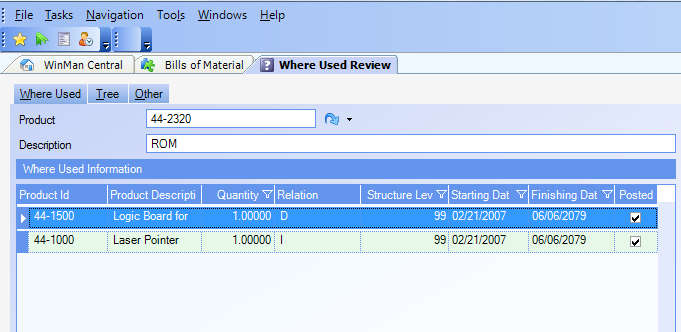 File Tasks Navigation Tools Windows Help
WinMan Central Bills of Material ? Where Used Review
Where Used Tree Other
Product 44-2320
Description ROM
Where Used Information
Product Id Product Descripti Quantity Relation Structure Lev Starting Dat Finishing Dat Posted
44-1500 Logic Board for 1.00000 D 99 02/21/2007 06/06/2079
44-1000 Laser Pointer 1.00000 I 99 02/21/2007 06/06/2079